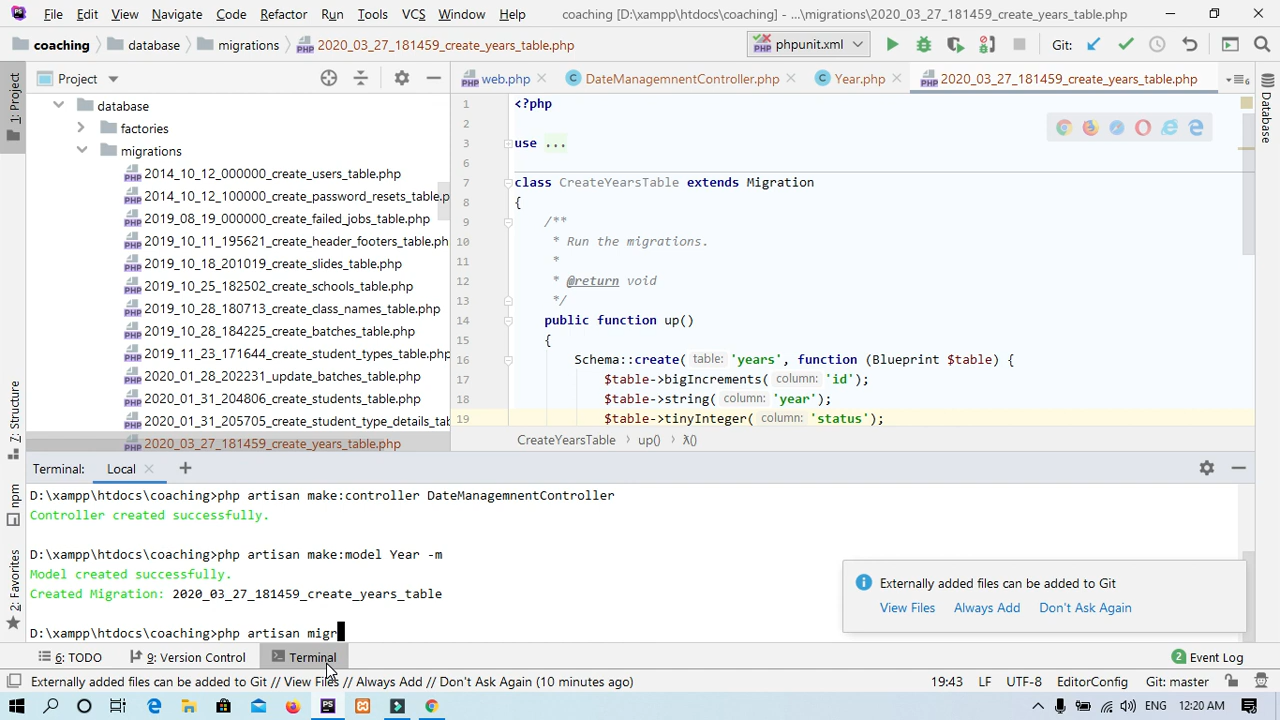 File Edit View Navigate Code Refactor Run Tools VCS Window Help coaching [D:\xampp\htdocs\coaching] - ...\migrations\2020_03_27_181459_create_years_table.php
coaching database migrations 2020_03_27_181459_create_years_table.php phpunit.xml Git:
1: Project
Project
web.php DateManagemnentController.php Year.php 2020_03_27_181459_create_years_table.php
Database
database
factories
migrations
2014_10_12_000000_create_users_table.php
2014_10_12_100000_create_password_resets_table.p
2019_08_19_000000_create_failed_jobs_table.php
2019_10_11_195621_create_header_footers_table.ph
2019_10_18_201019_create_slides_table.php
2019_10_25_182502_create_schools_table.php
2019_10_28_180713_create_class_names_table.php
2019_10_28_184225_create_batches_table.php
2019_11_23_171644_create_student_types_table.php
2020_01_28_202231_update_batches_table.php
2020_01_31_204806_create_students_table.php
2020_01_31_205705_create_student_type_details_tab
2020_03_27_181459_create_years_table.php
1 <?php
2
3 use ...
6
7 class CreateYearsTable extends Migration
8 {
9 /**
10 * Run the migrations.
11 *
12 * @return void
13 */
14 public function up()
15 {
16 Schema::create( table: 'years', function (Blueprint $table) {
17 $table->bigIncrements( column: 'id');
18 $table->string( column: 'year');
19 $table->tinyInteger( column: 'status');
CreateYearsTable › up() › λ()
Z: Structure
npm
2: Favorites
Terminal: Local
D:\xampp\htdocs\coaching>php artisan make:controller DateManagemnentController
Controller created successfully.
D:\xampp\htdocs\coaching>php artisan make:model Year -m
Model created successfully.
Created Migration: 2020_03_27_181459_create_years_table
D:\xampp\htdocs\coaching>php artisan migr
Externally added files can be added to Git
View Files Always Add Don't Ask Again
6: TODO 9: Version Control Terminal 2 Event Log
Externally added files can be added to Git // View Files // Always Add // Don't Ask Again (10 minutes ago) 19:43 LF UTF-8 EditorConfig Git: master
ENG 12:20 AM